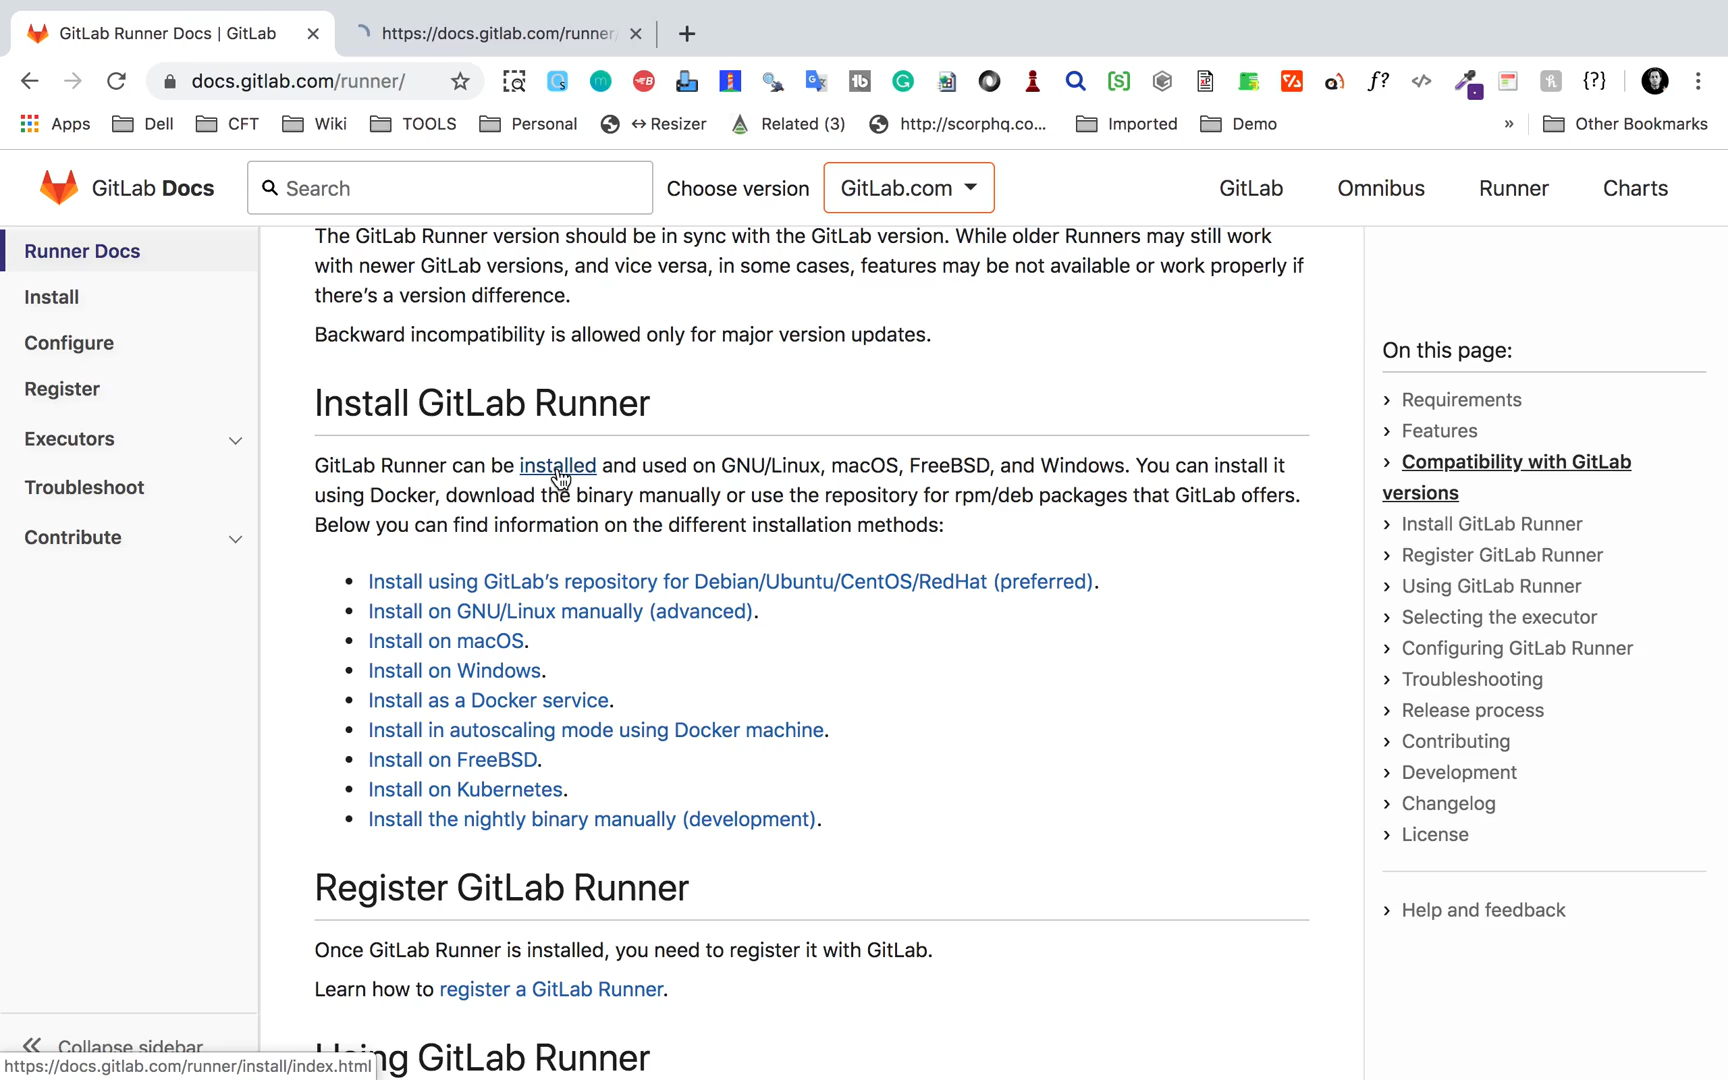 GitLab Runner Docs | GitLab
https://docs.gitlab.com/runner/
docs.gitlab.com/runner/
Apps
Dell
CFT
Wiki
TOOLS
Personal
↔Resizer
Related (3)
http://scorphq.co...
Imported
Demo
»
Other Bookmarks
GitLab Docs
Search
Choose version
GitLab.com
GitLab
Omnibus
Runner
Charts
Runner Docs
Install
Configure
Register
Executors
Troubleshoot
Contribute
Collapse sidebar
https://docs.gitlab.com/runner/install/index.html
The GitLab Runner version should be in sync with the GitLab version. While older Runners may still work
with newer GitLab versions, and vice versa, in some cases, features may be not available or work properly if
there’s a version difference.
Backward incompatibility is allowed only for major version updates.
Install GitLab Runner
GitLab Runner can be installed and used on GNU/Linux, macOS, FreeBSD, and Windows. You can install it
using Docker, download the binary manually or use the repository for rpm/deb packages that GitLab offers.
Below you can find information on the different installation methods:
• Install using GitLab’s repository for Debian/Ubuntu/CentOS/RedHat (preferred).
• Install on GNU/Linux manually (advanced).
• Install on macOS.
• Install on Windows.
• Install as a Docker service.
• Install in autoscaling mode using Docker machine.
• Install on FreeBSD.
• Install on Kubernetes.
• Install the nightly binary manually (development).
Register GitLab Runner
Once GitLab Runner is installed, you need to register it with GitLab.
Learn how to register a GitLab Runner.
Using GitLab Runner
On this page:
› Requirements
› Features
› Compatibility with GitLab
versions
› Install GitLab Runner
› Register GitLab Runner
› Using GitLab Runner
› Selecting the executor
› Configuring GitLab Runner
› Troubleshooting
› Release process
› Contributing
› Development
› Changelog
› License
› Help and feedback